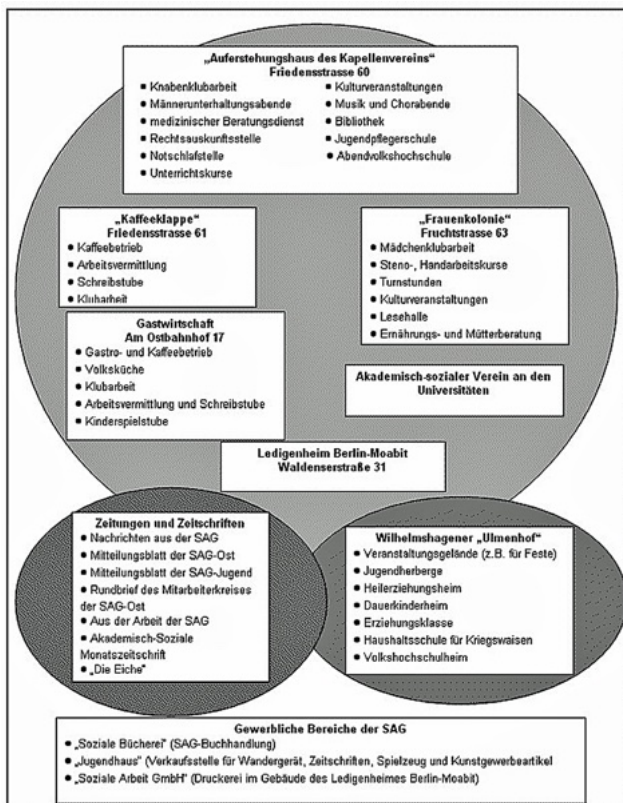 „Auferstehungshaus des Kapellenvereins"
Friedensstrasse 60
■ Knabenklubarbeit
■ Männerunterhaltungsabende
■ medizinischer Beratungsdienst
■ Rechtsauskunftsstelle
■ Notschlafstelle
■ Unterrichtskurse
■ Kulturveranstaltungen
■ Musik und Chorabende
■ Bibliothek
■ Jugendpflegerschule
■ Abendvolkshochschule
„Kaffeeklappe"
Friedensstrasse 61
● Kaffeebetrieb
● Arbeitsvermittlung
● Schreibstube
● Klubarbeit
„Frauenkolonie"
Fruchtstrasse 63
● Mädchenklubarbeit
● Steno-, Handarbeitskurse
● Turnstunden
● Kulturveranstaltungen
● Lesehalle
● Ernährungs- und Mütterberatung
Gastwirtschaft
Am Ostbahnhof 17
● Gastro- und Kaffeebetrieb
● Volksküche
● Klubarbeit
● Arbeitsvermittlung und Schreibstube
● Kinderspielstube
Akademisch-sozialer Verein an den
Universitäten
Ledigenheim Berlin-Moabit
Waldenserstraße 31
Zeitungen und Zeitschriften
● Nachrichten aus der SAG
● Mitteilungsblatt der SAG-Ost
● Mitteilungsblatt der SAG-Jugend
● Rundbrief des Mitarbeiterkreises
der SAG-Ost
● Aus der Arbeit der SAG
● Akademisch-Soziale
Monatszeitschrift
● „Die Eiche"
Wilhelmshagener „Ulmenhof"
● Veranstaltungsgelände (z.B. für Feste)
● Jugendherberge
● Heilerziehungsheim
● Dauerkinderheim
● Erziehungsklasse
● Haushaltsschule für Kriegswaisen
● Volkshochschulheim
Gewerbliche Bereiche der SAG
● „Soziale Bücherei" (SAG-Buchhandlung)
● „Jugendhaus" (Verkaufsstelle für Wandergerät, Zeitschriften, Spielzeug und Kunstgewerbeartikel
● „Soziale Arbeit GmbH" (Druckerei im Gebäude des Ledigenheimes Berlin-Moabit)